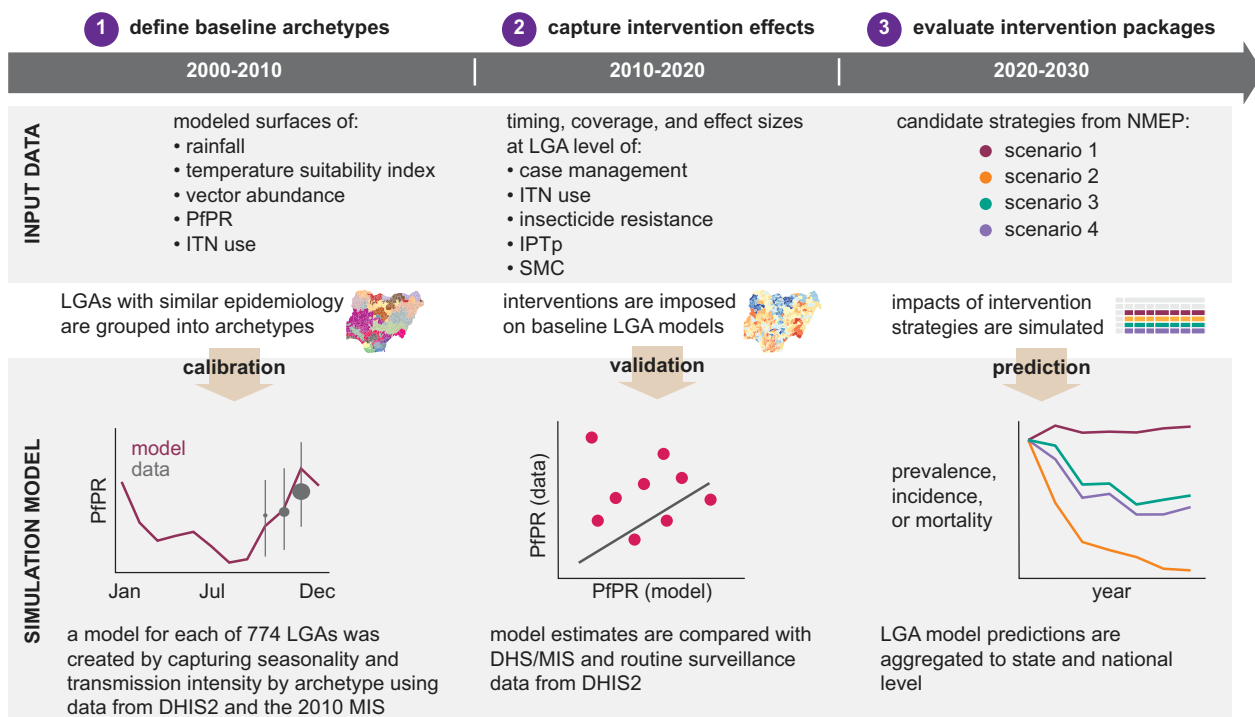 1 define baseline archetypes
2 capture intervention effects
3 evaluate intervention packages
2000-2010
2010-2020
2020-2030
INPUT DATA
modeled surfaces of:
• rainfall
• temperature suitability index
• vector abundance
• PfPR
• ITN use
timing, coverage, and effect sizes
at LGA level of:
• case management
• ITN use
• insecticide resistance
• IPTp
• SMC
candidate strategies from NMEP:
scenario 1
scenario 2
scenario 3
scenario 4
LGAs with similar epidemiology
are grouped into archetypes
interventions are imposed
on baseline LGA models
impacts of intervention
strategies are simulated
calibration
validation
prediction
SIMULATION MODEL
model
data
PfPR
Jan
Jul
Dec
PfPR (data)
PfPR (model)
prevalence,
incidence,
or mortality
year
a model for each of 774 LGAs was
created by capturing seasonality and
transmission intensity by archetype using
data from DHIS2 and the 2010 MIS
model estimates are compared with
DHS/MIS and routine surveillance
data from DHIS2
LGA model predictions are
aggregated to state and national
level